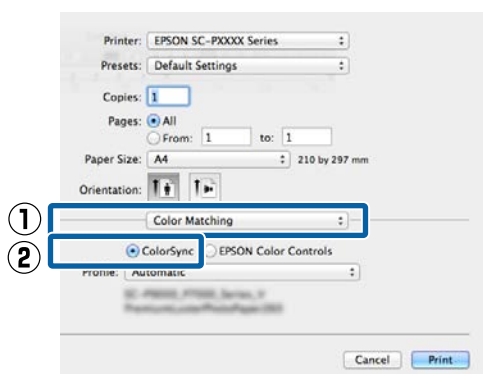 Printer: EPSON SC-PXXXX Series
Presets: Default Settings
Copies: 1
Pages: All
From: 1 to: 1
Paper Size: A4 210 by 297 mm
Orientation:
① Color Matching
② ColorSync EPSON Color Controls
Profile: Automatic
Cancel Print